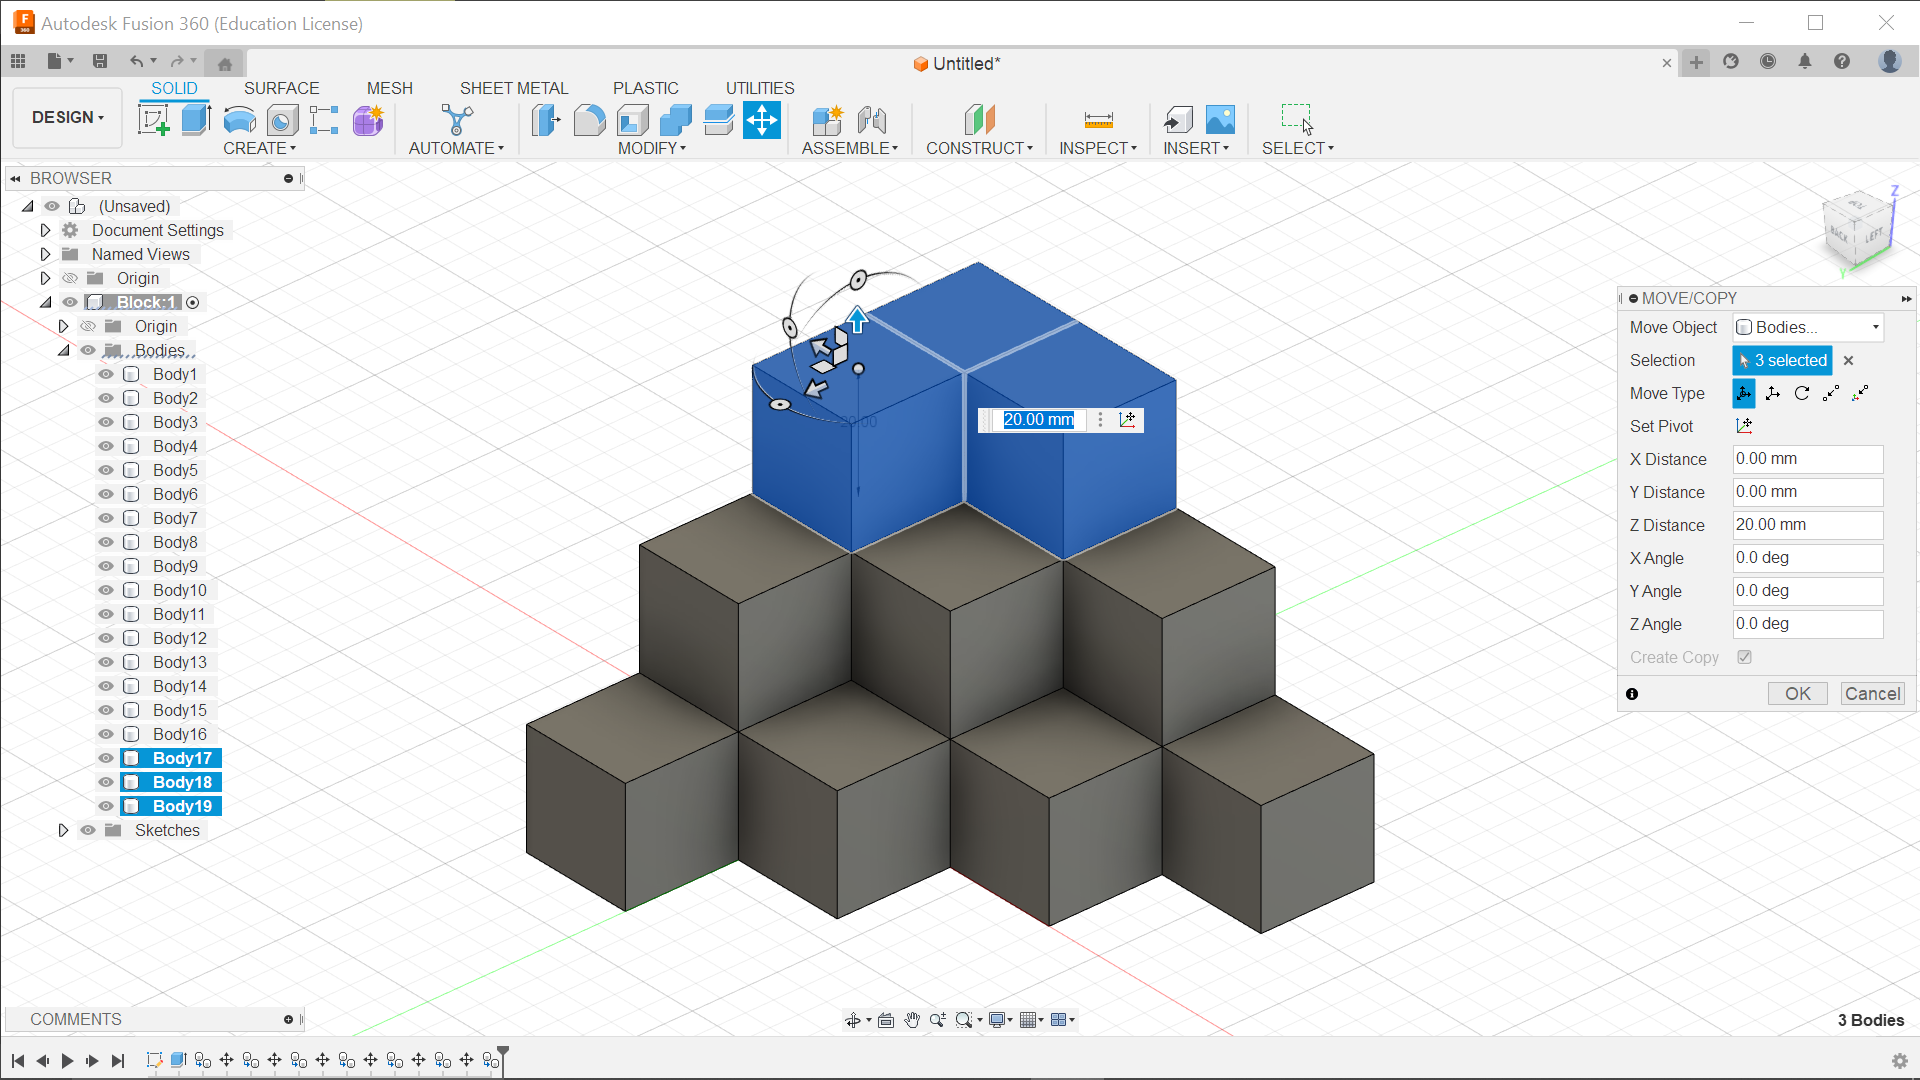 Autodesk Fusion 360 (Education License)
Untitled*
SOLID SURFACE MESH SHEET METAL PLASTIC UTILITIES
DESIGN
CREATE AUTOMATE MODIFY ASSEMBLE CONSTRUCT INSPECT INSERT SELECT
BROWSER
(Unsaved)
Document Settings
Named Views
Origin
Block:1
Origin
Bodies
Body1
Body2
Body3
Body4
Body5
Body6
Body7
Body8
Body9
Body10
Body11
Body12
Body13
Body14
Body15
Body16
Body17
Body18
Body19
Sketches
20.00
20.00 mm
Z
TOP
BACK
LEFT
Y
MOVE/COPY
Move Object Bodies...
Selection 3 selected
Move Type
Set Pivot
X Distance 0.00 mm
Y Distance 0.00 mm
Z Distance 20.00 mm
X Angle 0.0 deg
Y Angle 0.0 deg
Z Angle 0.0 deg
Create Copy
OK Cancel
COMMENTS
3 Bodies